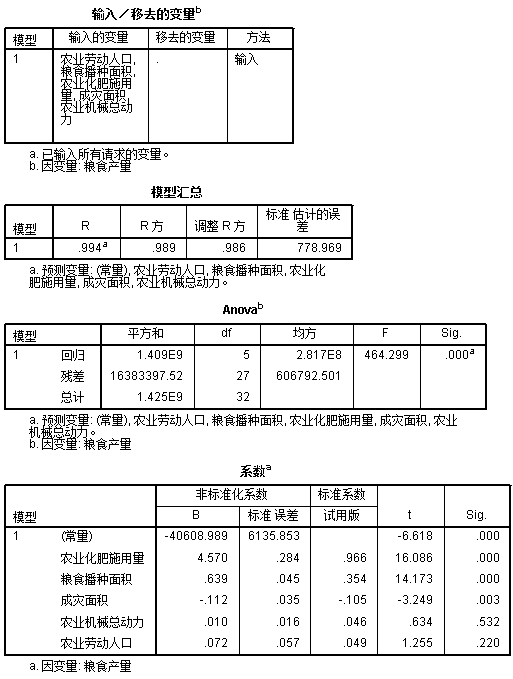 输入／移去的变量b
模型 输入的变量 移去的变量 方法
1 农业劳动人口, . 输入
粮食播种面积,
农业化肥施用
量, 成灾面积,
农业机械总动
力
a. 已输入所有请求的变量。
b. 因变量: 粮食产量
模型汇总
模型 R R 方 调整 R 方 标准 估计的误
差
1 .994a .989 .986 778.969
a. 预测变量: (常量), 农业劳动人口, 粮食播种面积, 农业化
肥施用量, 成灾面积, 农业机械总动力。
Anovab
模型 平方和 df 均方 F Sig.
1 回归 1.409E9 5 2.817E8 464.299 .000a
残差 16383397.52 27 606792.501
总计 1.425E9 32
a. 预测变量: (常量), 农业劳动人口, 粮食播种面积, 农业化肥施用量, 成灾面积, 农业
机械总动力。
b. 因变量: 粮食产量
系数a
模型 非标准化系数 标准系数 t Sig.
B 标准 误差 试用版
1 (常量) -40608.989 6135.853 -6.618 .000
农业化肥施用量 4.570 .284 .966 16.086 .000
粮食播种面积 .639 .045 .354 14.173 .000
成灾面积 -.112 .035 -.105 -3.249 .003
农业机械总动力 .010 .016 .046 .634 .532
农业劳动人口 .072 .057 .049 1.255 .220
a. 因变量: 粮食产量